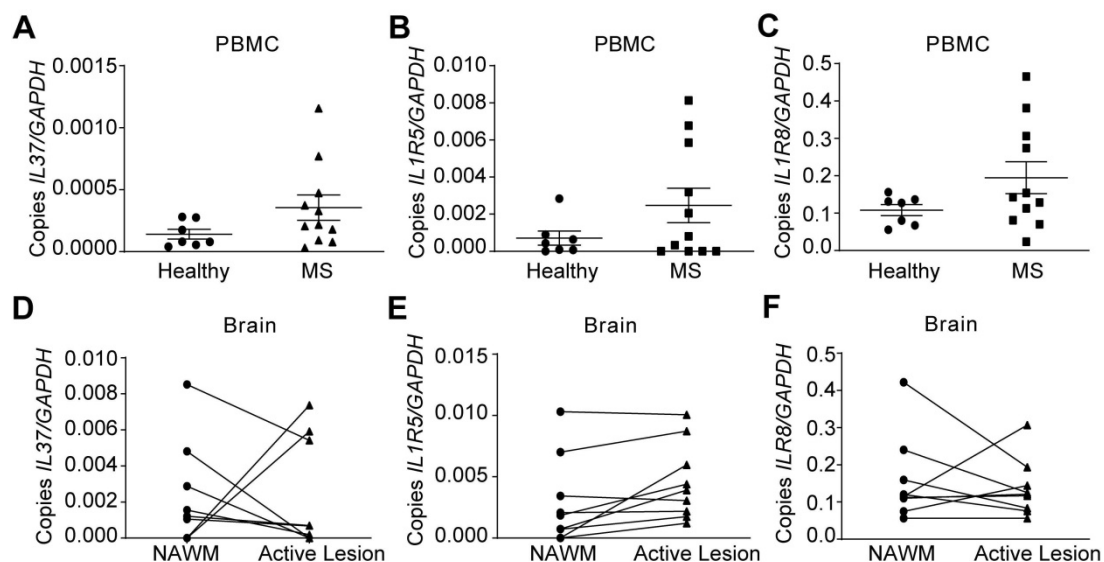 A
PBMC
Copies IL37/GAPDH
0.0015
0.0010
0.0005
0.0000
Healthy MS
B
PBMC
Copies IL1R5/GAPDH
0.010
0.008
0.006
0.004
0.002
0.000
Healthy MS
C
PBMC
Copies IL1R8/GAPDH
0.5
0.4
0.3
0.2
0.1
0.0
Healthy MS
D
Brain
Copies IL37/GAPDH
0.010
0.008
0.006
0.004
0.002
0.000
NAWM Active Lesion
E
Brain
Copies IL1R5/GAPDH
0.015
0.010
0.005
0.000
NAWM Active Lesion
F
Brain
Copies ILR8/GAPDH
0.5
0.4
0.3
0.2
0.1
0.0
NAWM Active Lesion